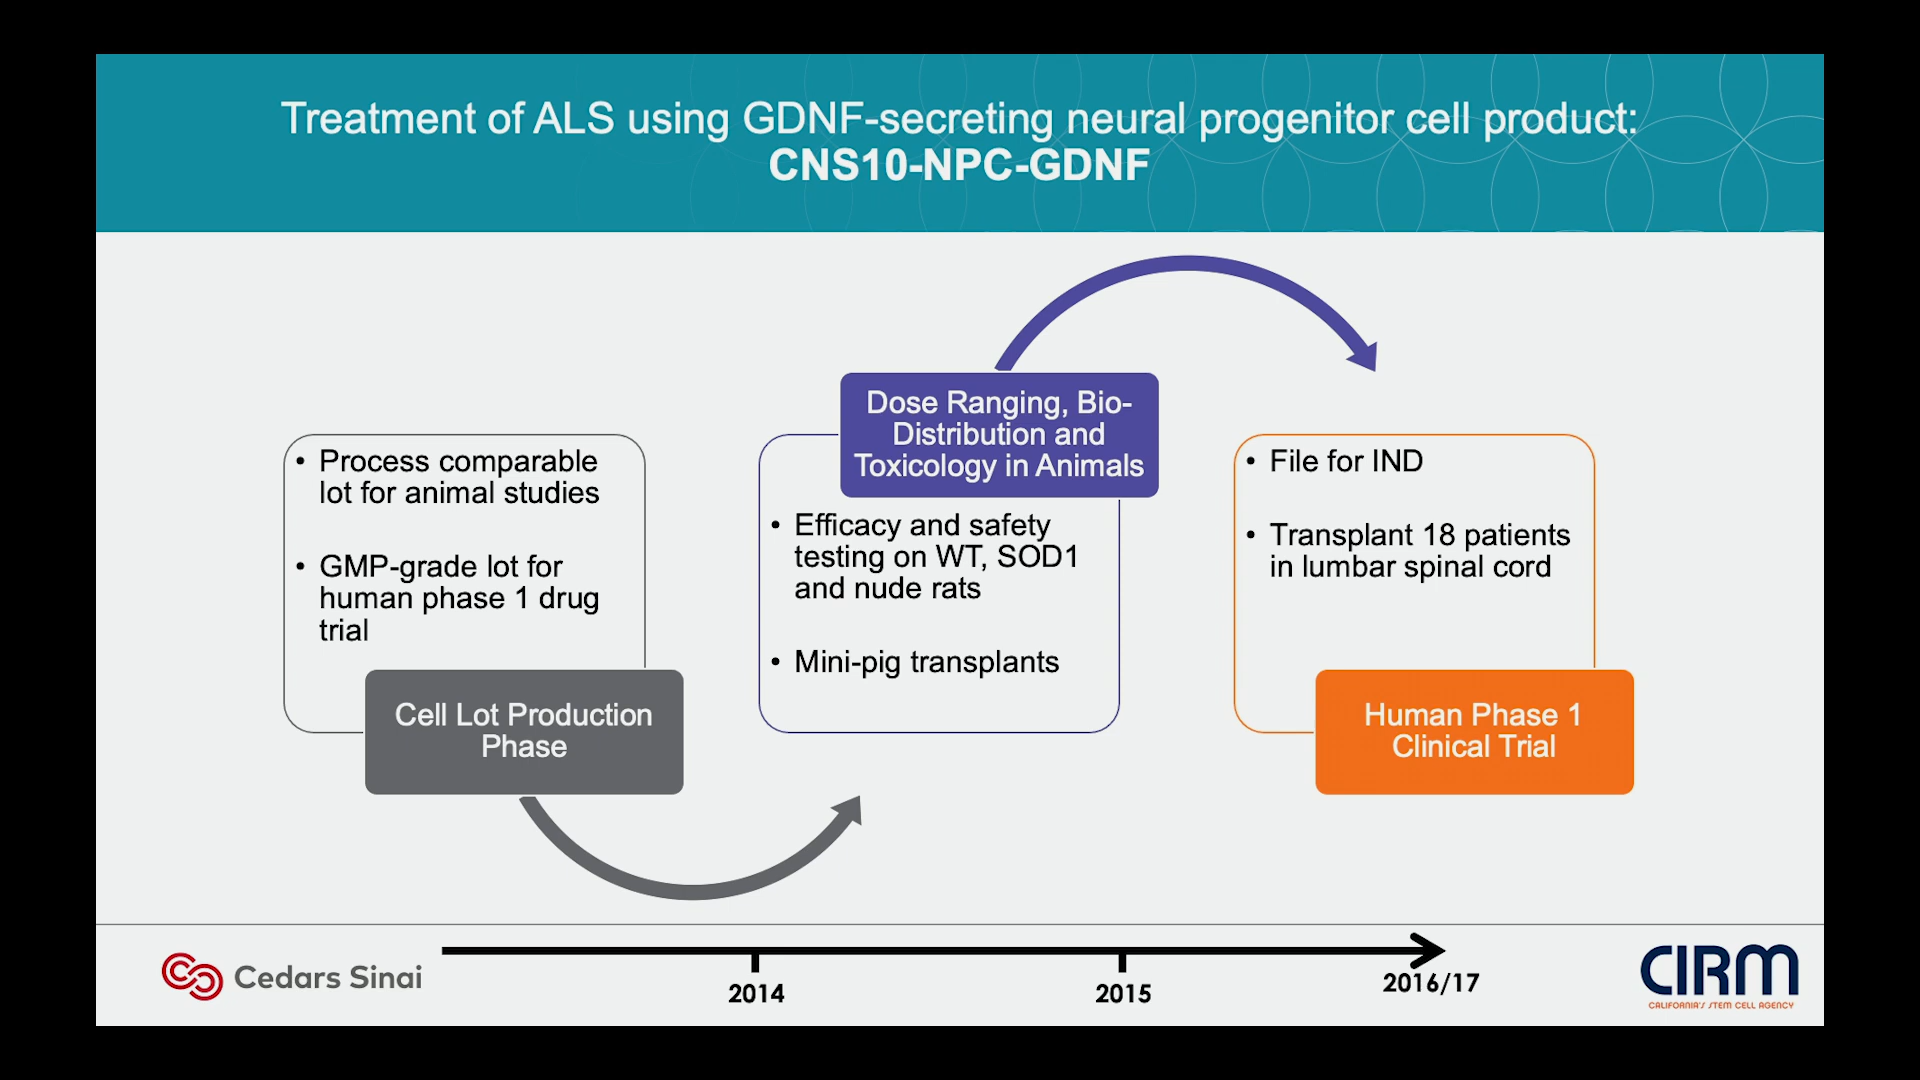 Treatment of ALS using GDNF-secreting neural progenitor cell product:
CNS10-NPC-GDNF
• Process comparable
lot for animal studies
• GMP-grade lot for
human phase 1 drug
trial
Cell Lot Production
Phase
Dose Ranging, Bio-
Distribution and
Toxicology in Animals
• Efficacy and safety
testing on WT, SOD1
and nude rats
• Mini-pig transplants
• File for IND
• Transplant 18 patients
in lumbar spinal cord
Human Phase 1
Clinical Trial
Cedars Sinai
2014
2015
2016/17
CIRM
CALIFORNIA'S STEM CELL AGENCY